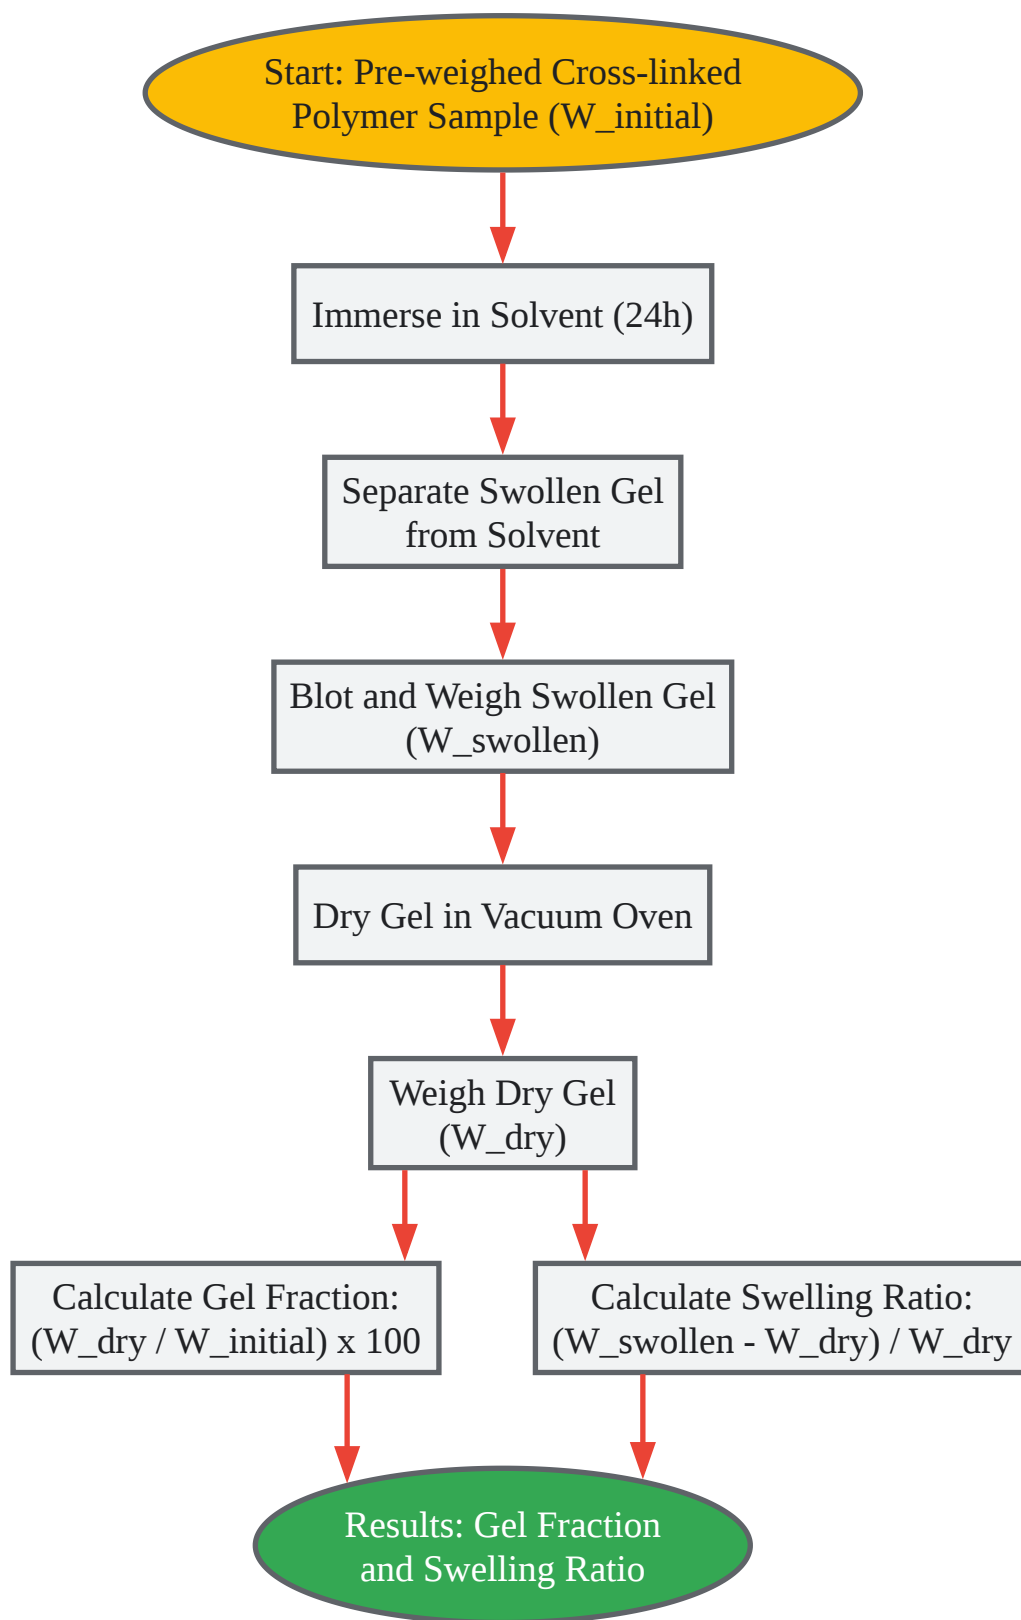 Start: Pre-weighed Cross-linked
Polymer Sample (W_initial)
Immerse in Solvent (24h)
Separate Swollen Gel
from Solvent
Blot and Weigh Swollen Gel
(W_swollen)
Dry Gel in Vacuum Oven
Weigh Dry Gel
(W_dry)
Calculate Gel Fraction:
(W_dry / W_initial) x 100
Calculate Swelling Ratio:
(W_swollen - W_dry) / W_dry
Results: Gel Fraction
and Swelling Ratio